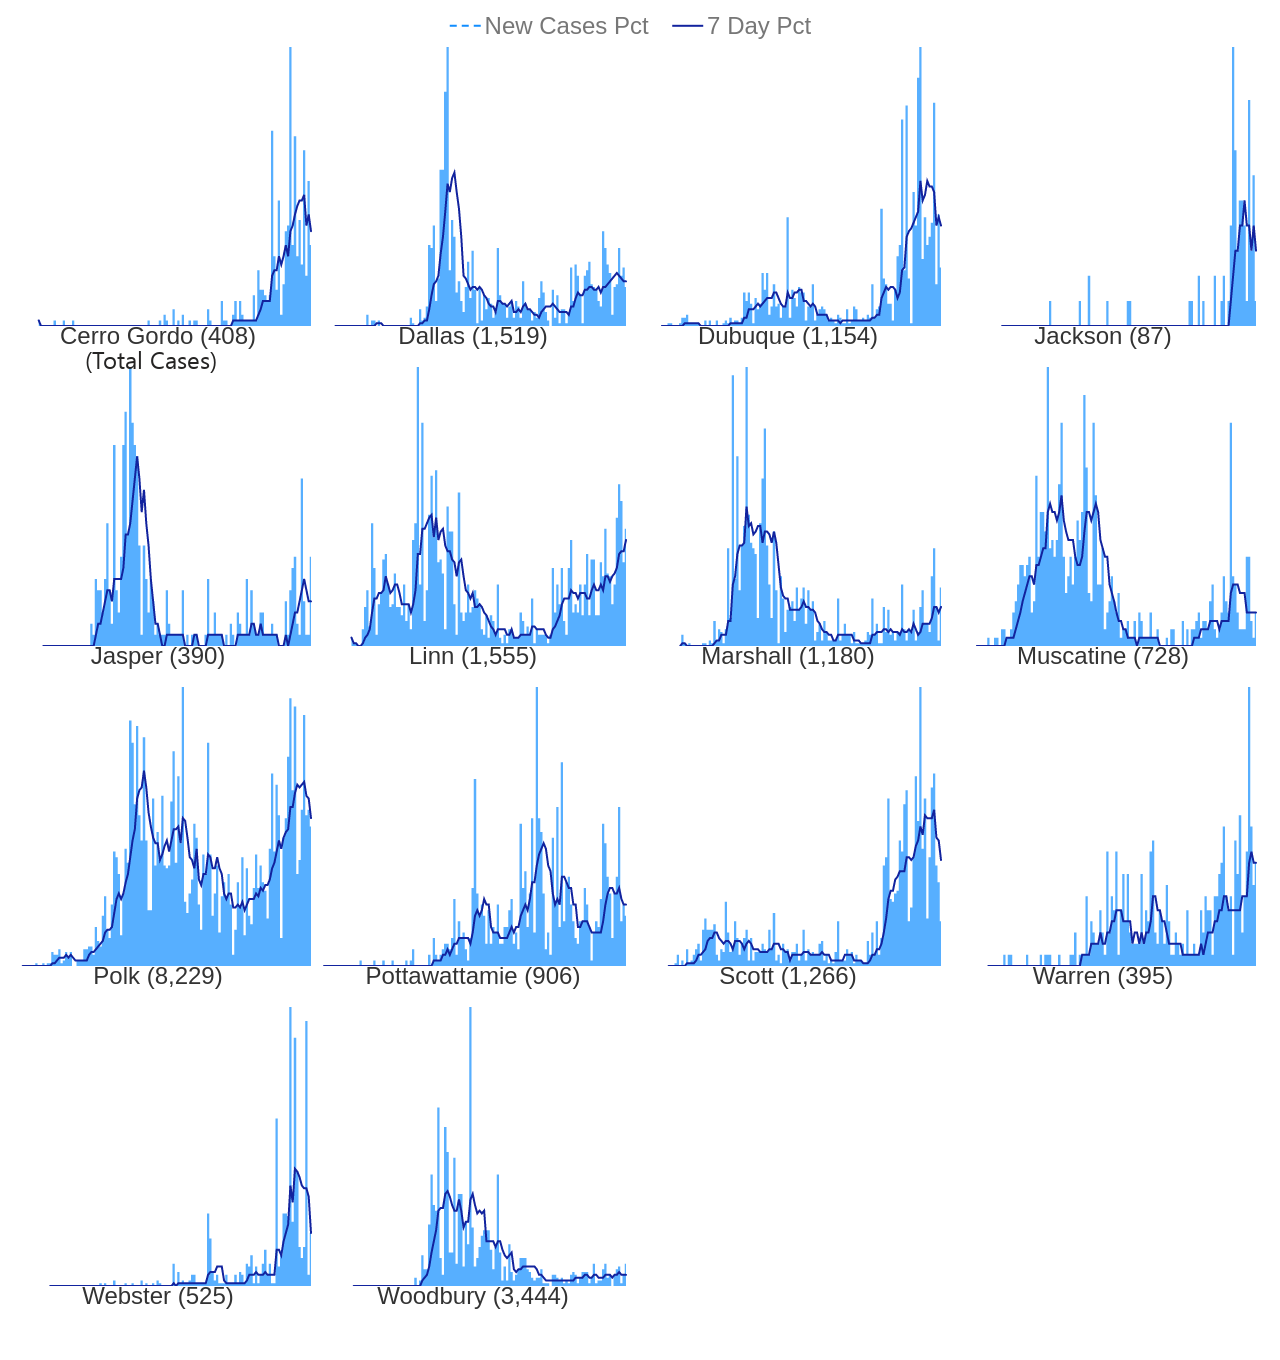 New Cases Pct 7 Day Pct
Cerro Gordo (408) Dallas (1,519) Dubuque (1,154) Jackson (87)
(Total Cases)
Jasper (390) Linn (1,555) Marshall (1,180) Muscatine (728)
Polk (8,229) Pottawattamie (906) Scott (1,266) Warren (395)
Webster (525) Woodbury (3,444)